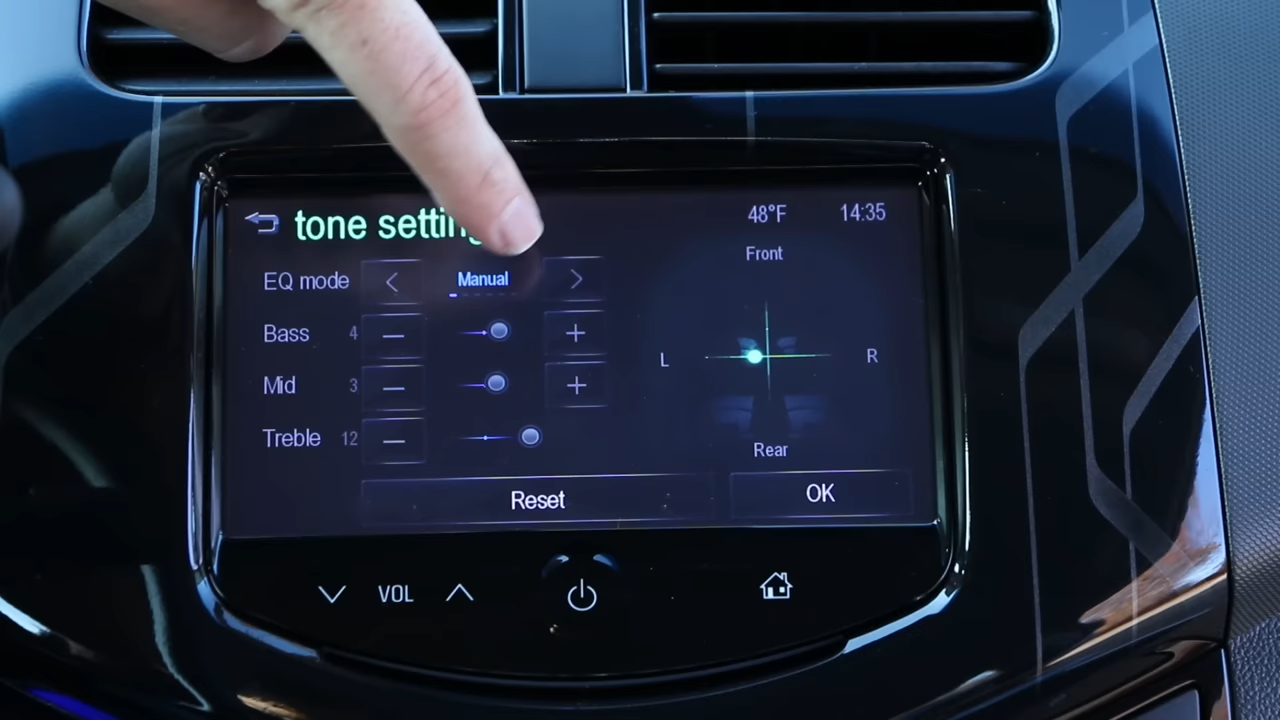 tone setting
48°F 14:35
EQ mode < Manual >
Front
Bass 4 — +
L R
Mid 3 — +
Treble 12 —
Rear
Reset OK
VOL